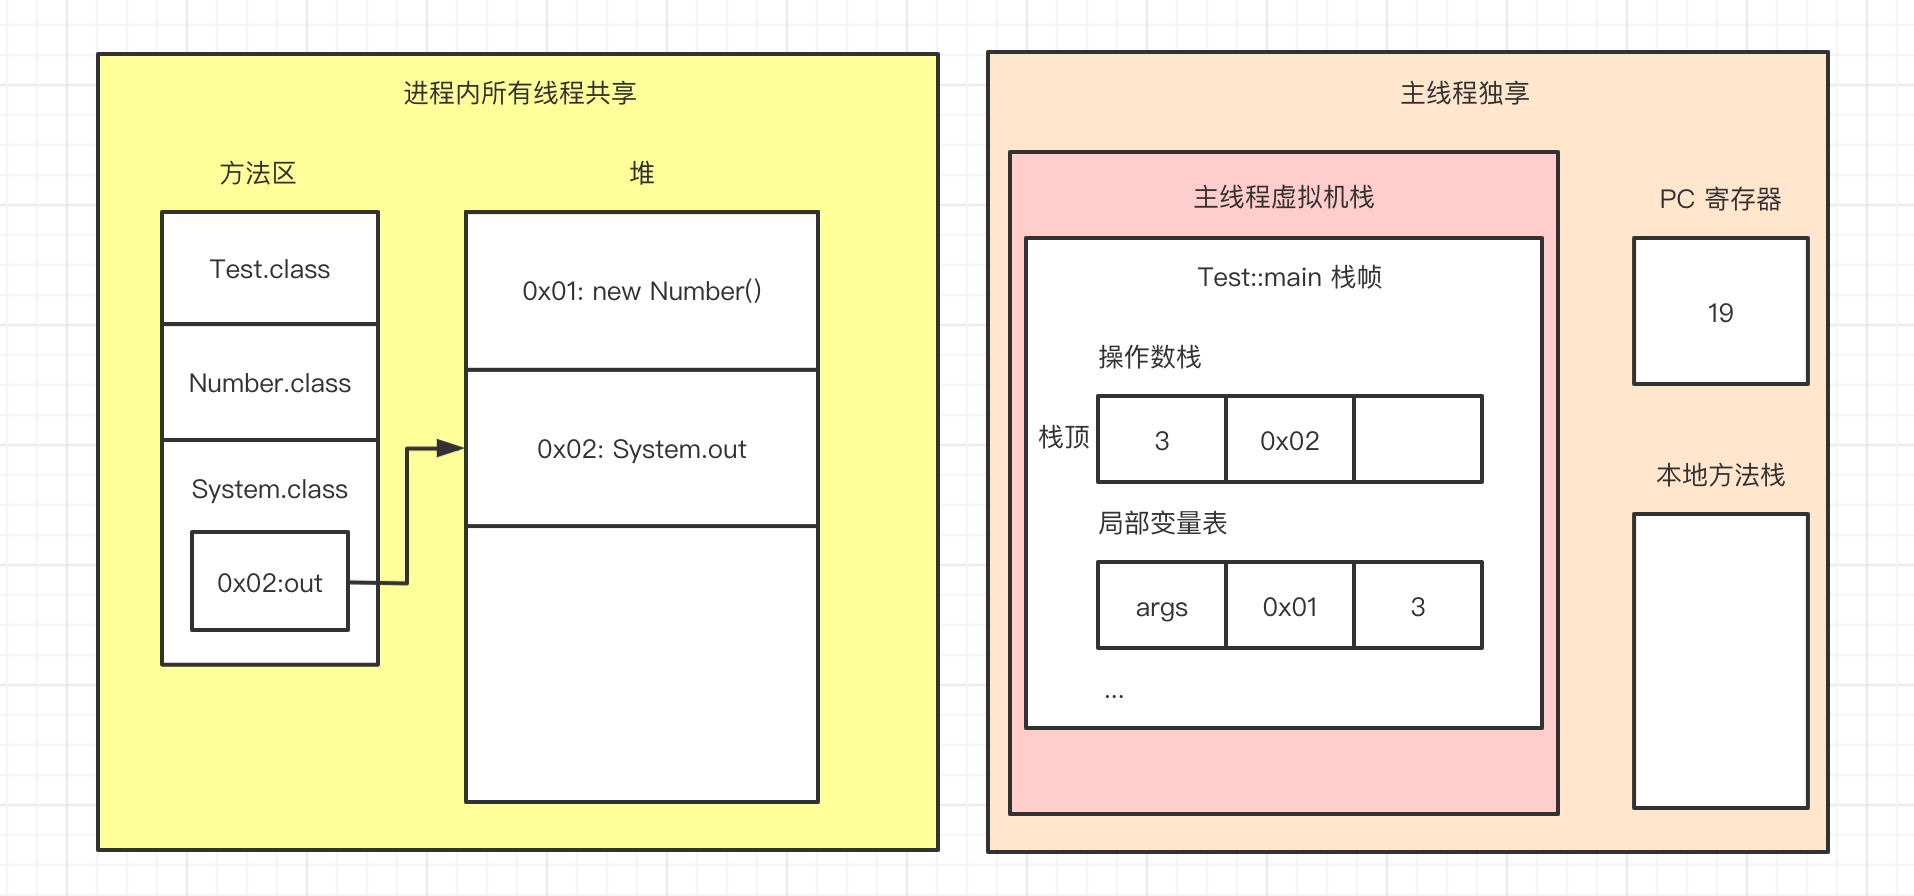 进程内所有线程共享
方法区
堆
Test.class
Number.class
System.class
0x02:out
0x01: new Number()
0x02: System.out
主线程独享
主线程虚拟机栈
Test::main 栈帧
操作数栈
栈顶
3
0x02
局部变量表
args
0x01
3
...
PC 寄存器
19
本地方法栈